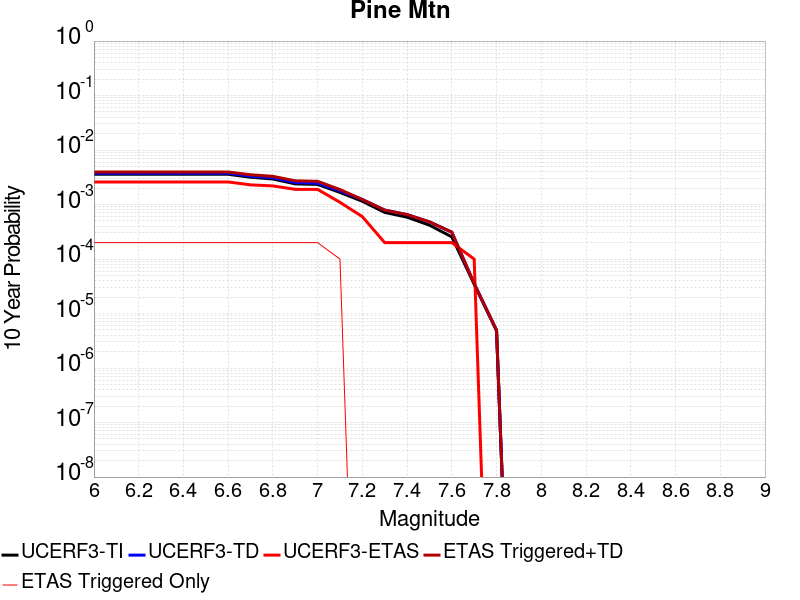 Pine Mtn
10^0
10^-1
10^-2
10^-3
10^-4
10^-5
10^-6
10^-7
10^-8
10 Year Probability
6 6.2 6.4 6.6 6.8 7 7.2 7.4 7.6 7.8 8 8.2 8.4 8.6 8.8 9
Magnitude
UCERF3-TI UCERF3-TD UCERF3-ETAS ETAS Triggered+TD
ETAS Triggered Only